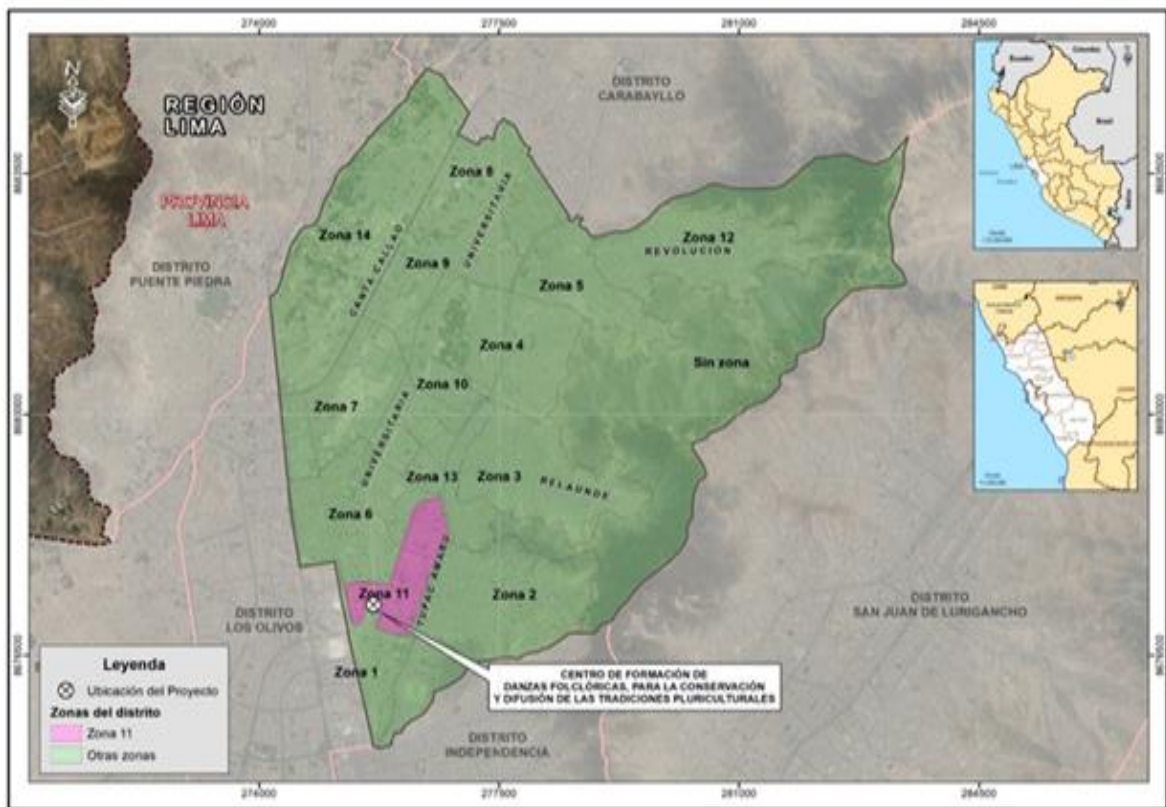 274000
277500
281000
284500
N
REGIÓN
LIMA
PROVINCIA
LIMA
DISTRITO
CARABAYLLO
DISTRITO
PUENTE PIEDRA
Zona 8
Zona 14
CANTA CALLAO
UNIVERSITARIA
Zona 9
Zona 12
REVOLUCIÓN
Zona 5
Zona 4
Sin zona
Zona 10
Zona 7
UNIVERSITARIA
Zona 13
Zona 3
BELAUNDE
Zona 6
TUPAC AMARU
Zona 11
Zona 2
DISTRITO
LOS OLIVOS
DISTRITO
SAN JUAN DE LURIGANCHO
Zona 1
CENTRO DE FORMACIÓN DE
DANZAS FOLCLÓRICAS, PARA LA CONSERVACIÓN
Y DIFUSIÓN DE LAS TRADICIONES PLURICULTURALES
DISTRITO
INDEPENDENCIA
Leyenda
Ubicación del Proyecto
Zonas del distrito
Zona 11
Otras zonas
Ecuador
Colombia
Brasil
274000
277500
281000
284500